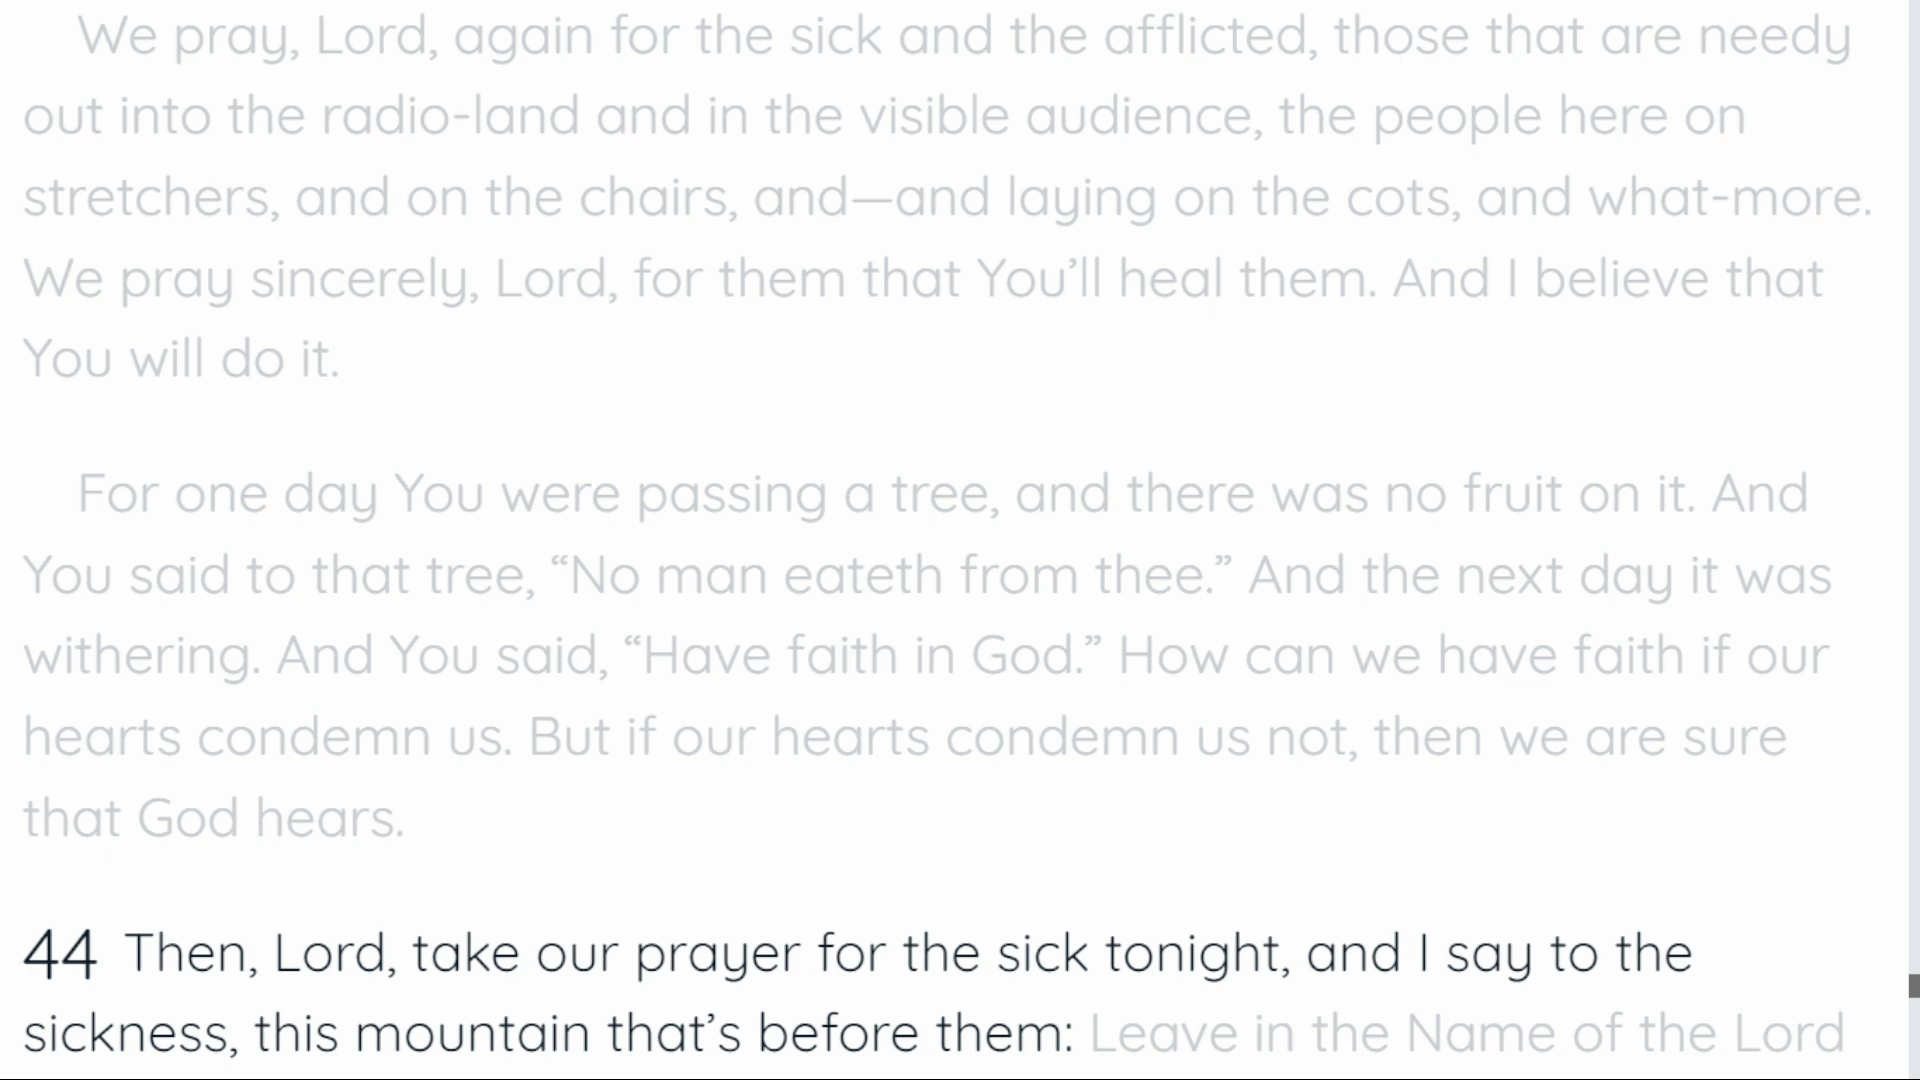 We pray, Lord, again for the sick and the afflicted, those that are needy
out into the radio-land and in the visible audience, the people here on
stretchers, and on the chairs, and—and laying on the cots, and what-more.
We pray sincerely, Lord, for them that You’ll heal them. And I believe that
You will do it.
For one day You were passing a tree, and there was no fruit on it. And
You said to that tree, “No man eateth from thee.” And the next day it was
withering. And You said, “Have faith in God.” How can we have faith if our
hearts condemn us. But if our hearts condemn us not, then we are sure
that God hears.
44 Then, Lord, take our prayer for the sick tonight, and I say to the
sickness, this mountain that’s before them: Leave in the Name of the Lord